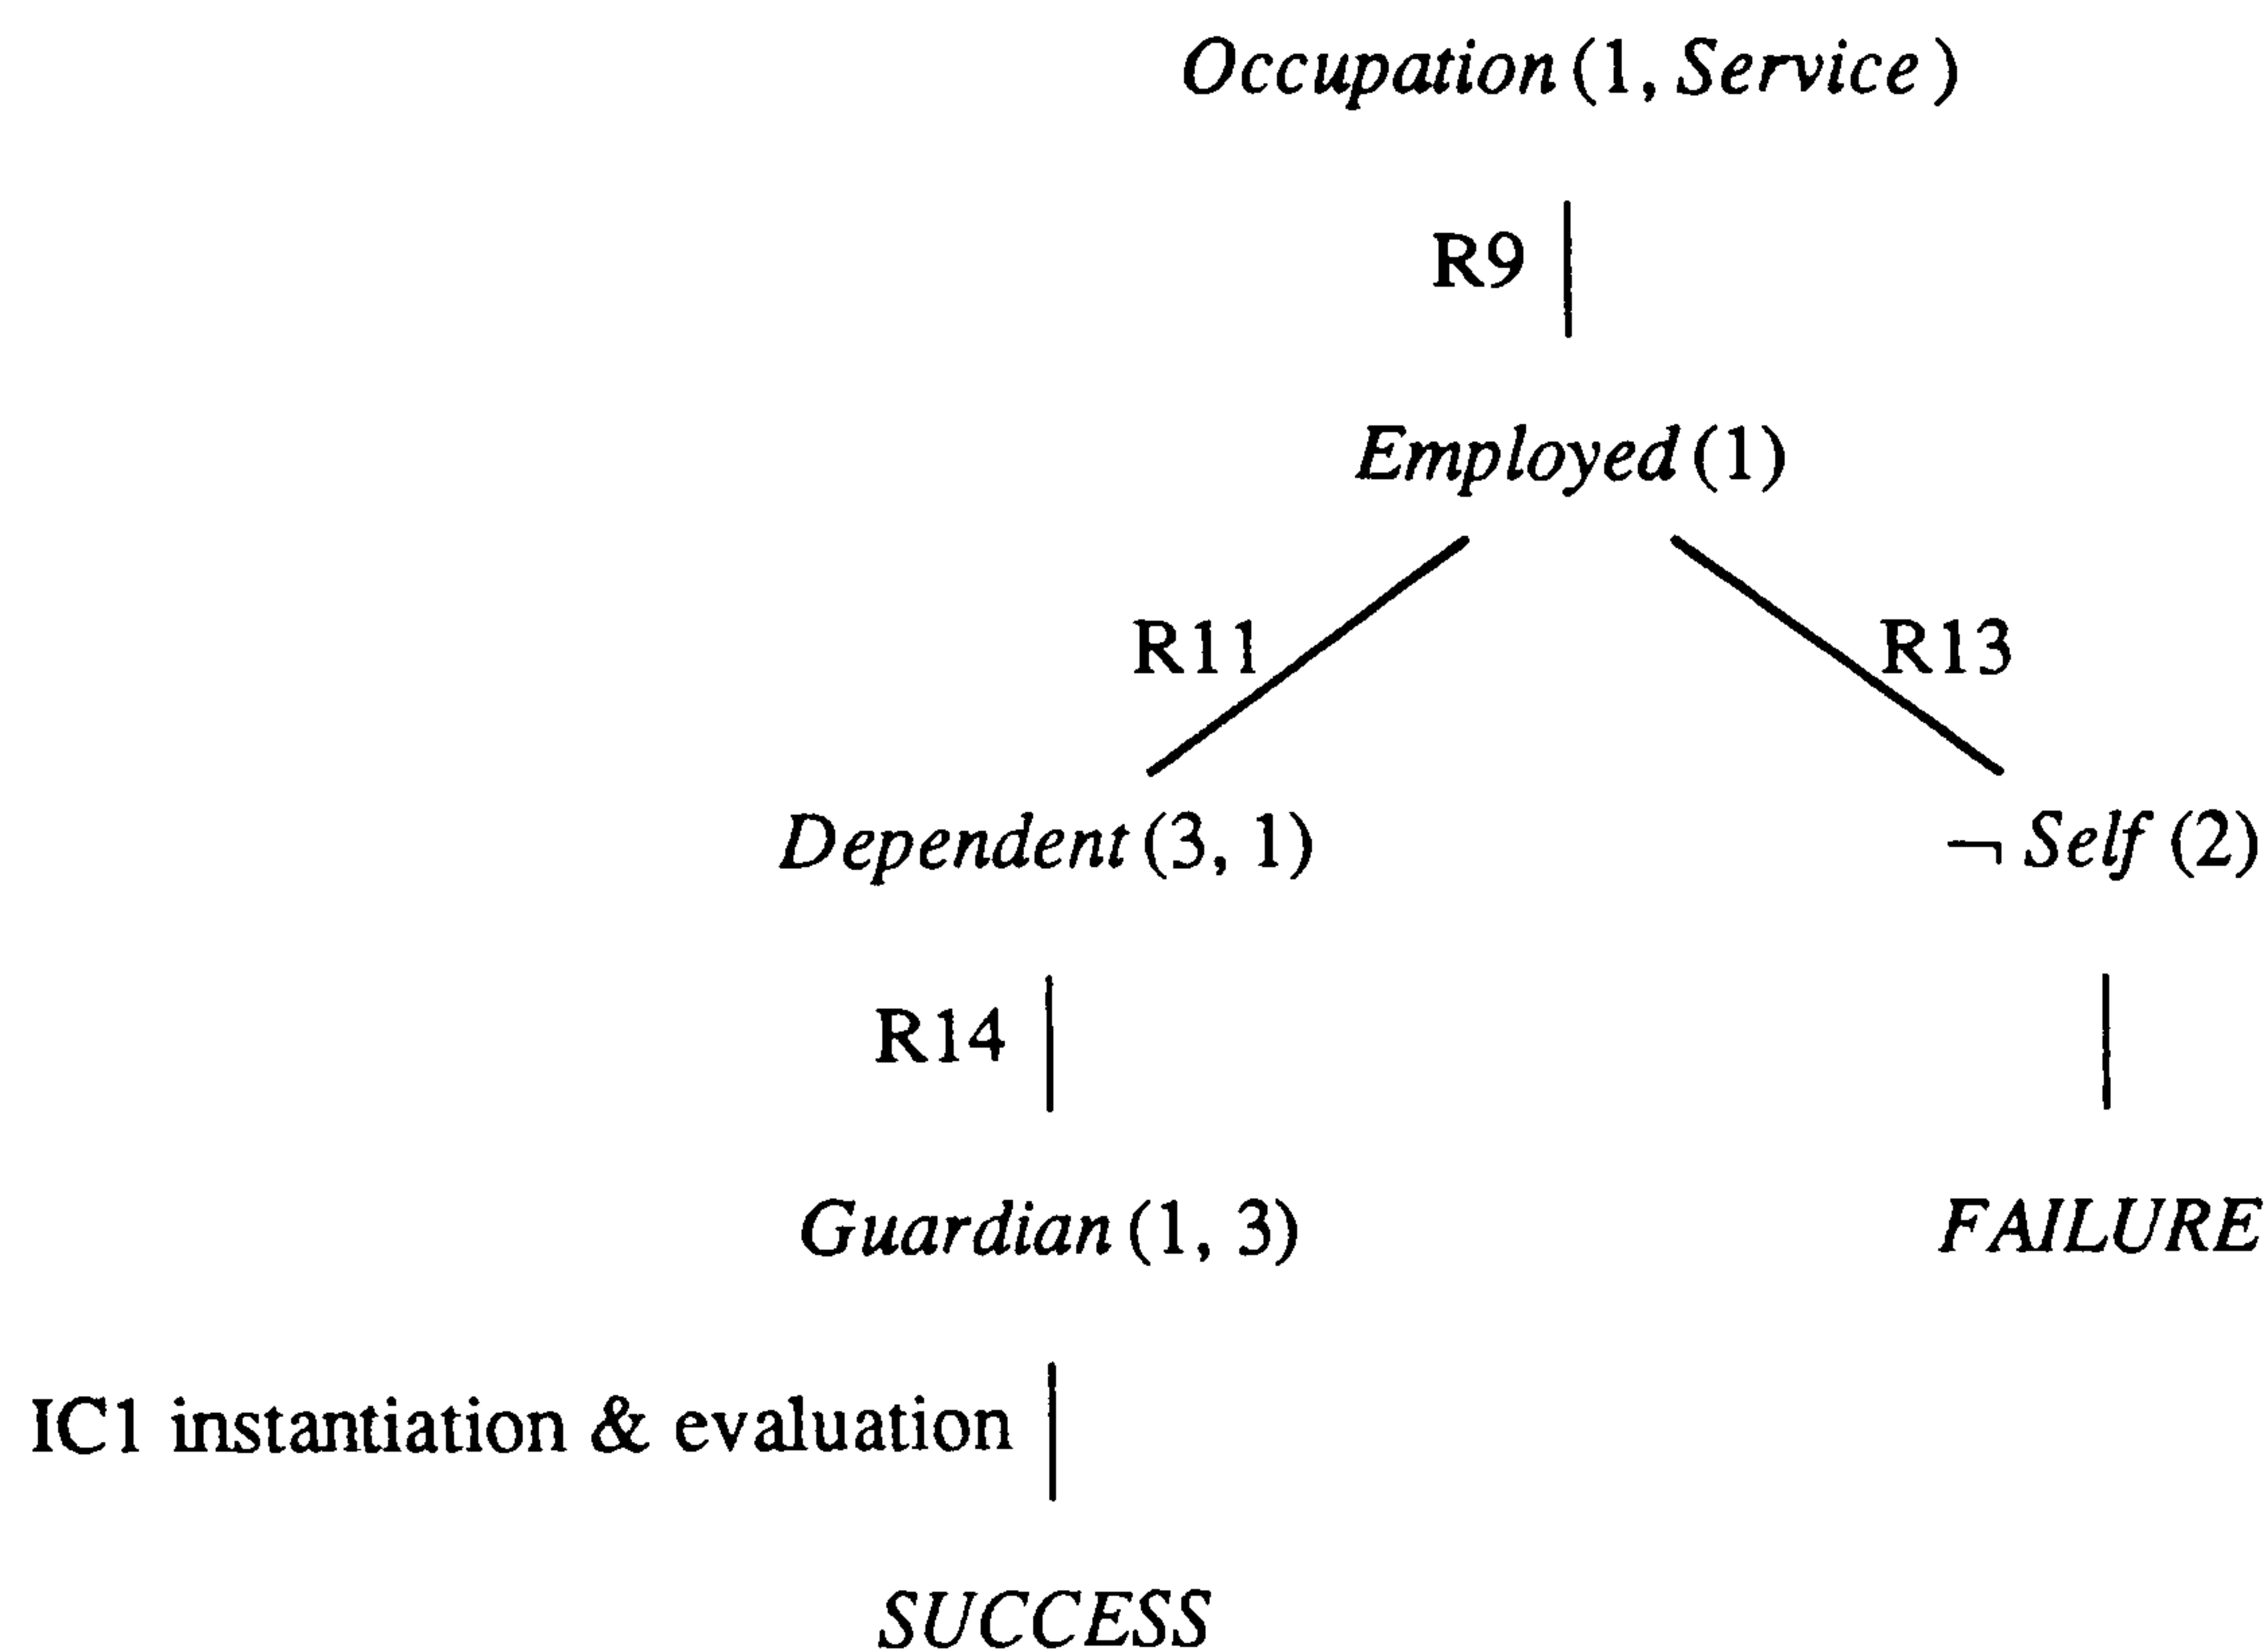 Occupation(1, Service)
R9
Employed(1)
R11
R13
Dependent(3, 1)
¬ Self (2)
R14
Guardian(1, 3)
FAILURE
IC1 instantiation & evaluation
SUCCESS